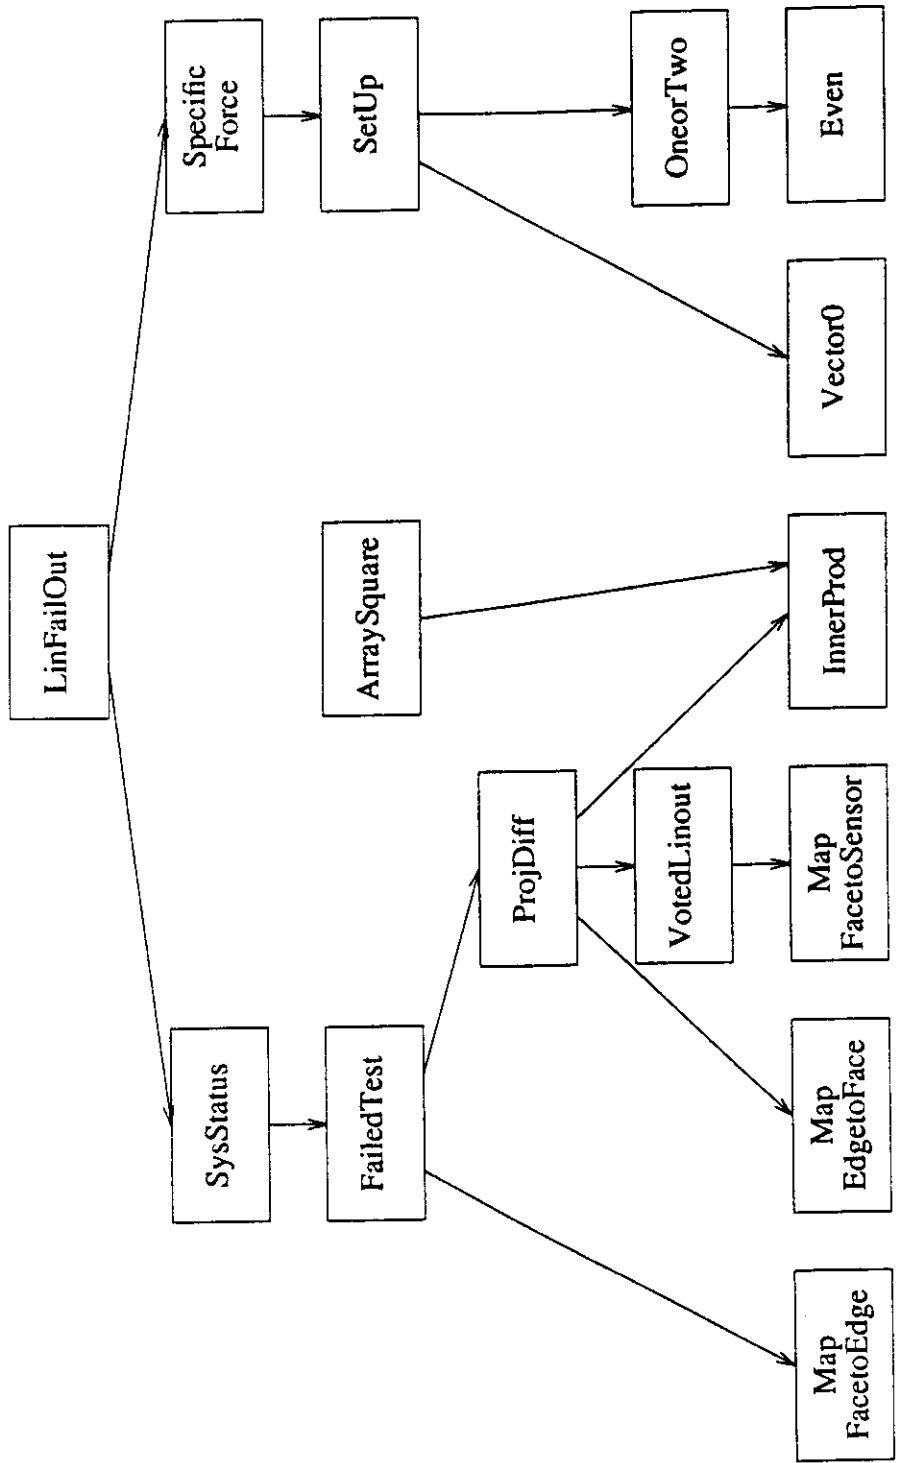 LinFailOut
SysStatus
Specific
Force
FailedTest
ArraySquare
SetUp
ProjDiff
VotedLinout
OneorTwo
Map
FacetoEdge
Map
EdgetoFace
Map
FacetoSensor
InnerProd
Vector0
Even